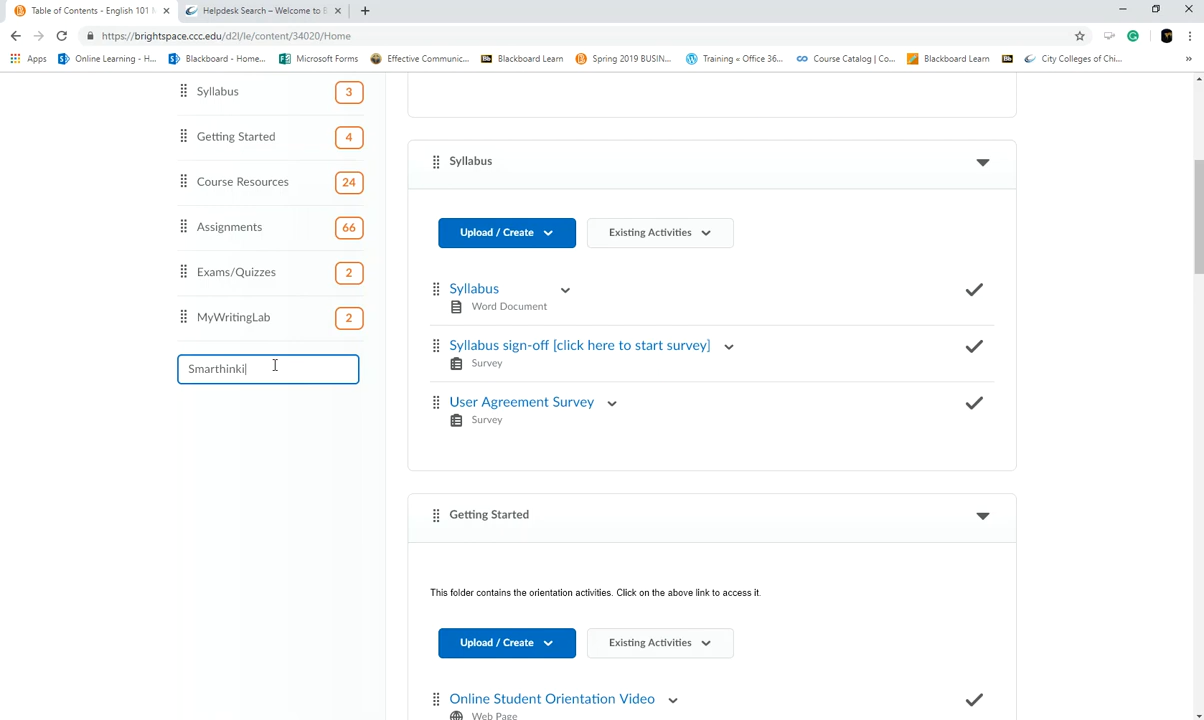 Table of Contents - English 101
Helpdesk Search – Welcome to
https://brightspace.ccc.edu/d2l/le/content/34020/Home
Apps Online Learning - H... Blackboard - Home... Microsoft Forms Effective Communic... Blackboard Learn Spring 2019 BUSIN... Training « Office 36... Course Catalog | Co... Blackboard Learn City Colleges of Chi... »
Syllabus 3
Getting Started 4
Course Resources 24
Assignments 66
Exams/Quizzes 2
MyWritingLab 2
Smarthinki
Syllabus
Upload / Create Existing Activities
Syllabus
Word Document
Syllabus sign-off [click here to start survey]
Survey
User Agreement Survey
Survey
Getting Started
This folder contains the orientation activities. Click on the above link to access it.
Upload / Create Existing Activities
Online Student Orientation Video
Web Page